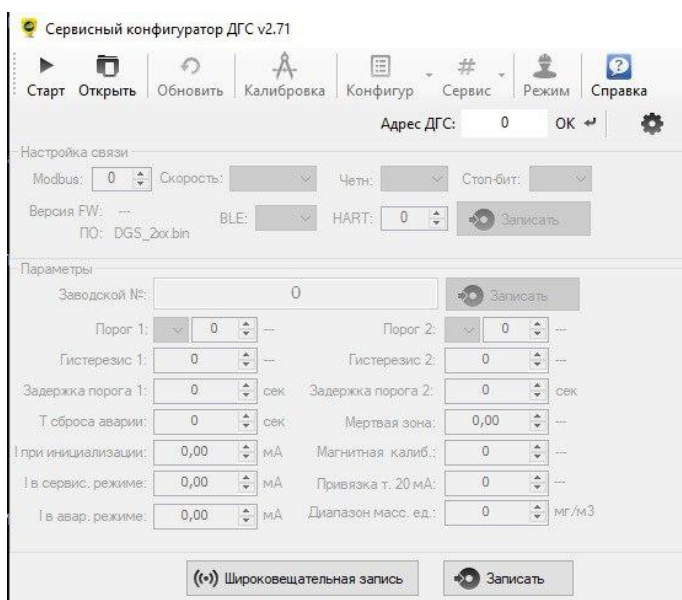 Сервисный конфигуратор ДГС v2.71
Старт Открыть Обновить Калибровка Конфигур Сервис Режим Справка
Адрес ДГС: 0 OK
Настройка связи
Modbus: 0 Скорость: Четн: Стоп-бит:
Версия FW: --- BLE: HART: 0 Записать
ПО: DGS_2xx.bin
Параметры
Заводской №: 0 Записать
Порог 1: 0 --- Порог 2: 0 ---
Гистерезис 1: 0 --- Гистерезис 2: 0 ---
Задержка порога 1: 0 сек Задержка порога 2: 0 сек
Т сброса аварии: 0 сек Мертвая зона: 0,00 ---
I при инициализации: 0,00 мА Магнитная калиб.: 0 ---
I в сервис. режиме: 0,00 мА Привязка т. 20 мА: 0 ---
I в авар. режиме: 0,00 мА Диапазон масс. ед.: 0 мг/м3
Широковещательная запись Записать